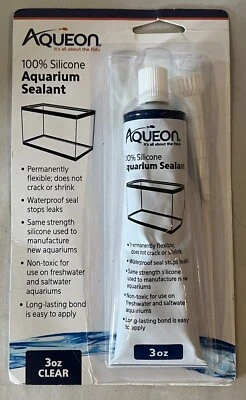 AQUEON
It's all about the fish.
100% Silicone
Aquarium
Sealant
• Permanently
flexible; does not
crack or shrink
• Waterproof seal
stops leaks
• Same strength
silicone used to
manufacture new
aquariums
• Non-toxic for
use on freshwater
and saltwater
aquariums
• Long-lasting bond
is easy to apply
3oz
CLEAR
AQUEON
It's all about the fish.
100% Silicone
Aquarium Sealant
• Permanently flexible;
does not crack or shrink
• Waterproof seal stops leaks
• Same strength silicone
used to manufacture
new aquariums
• Non-toxic for use on
freshwater and saltwater
aquariums
• Long-lasting bond is easy
to apply
3 oz